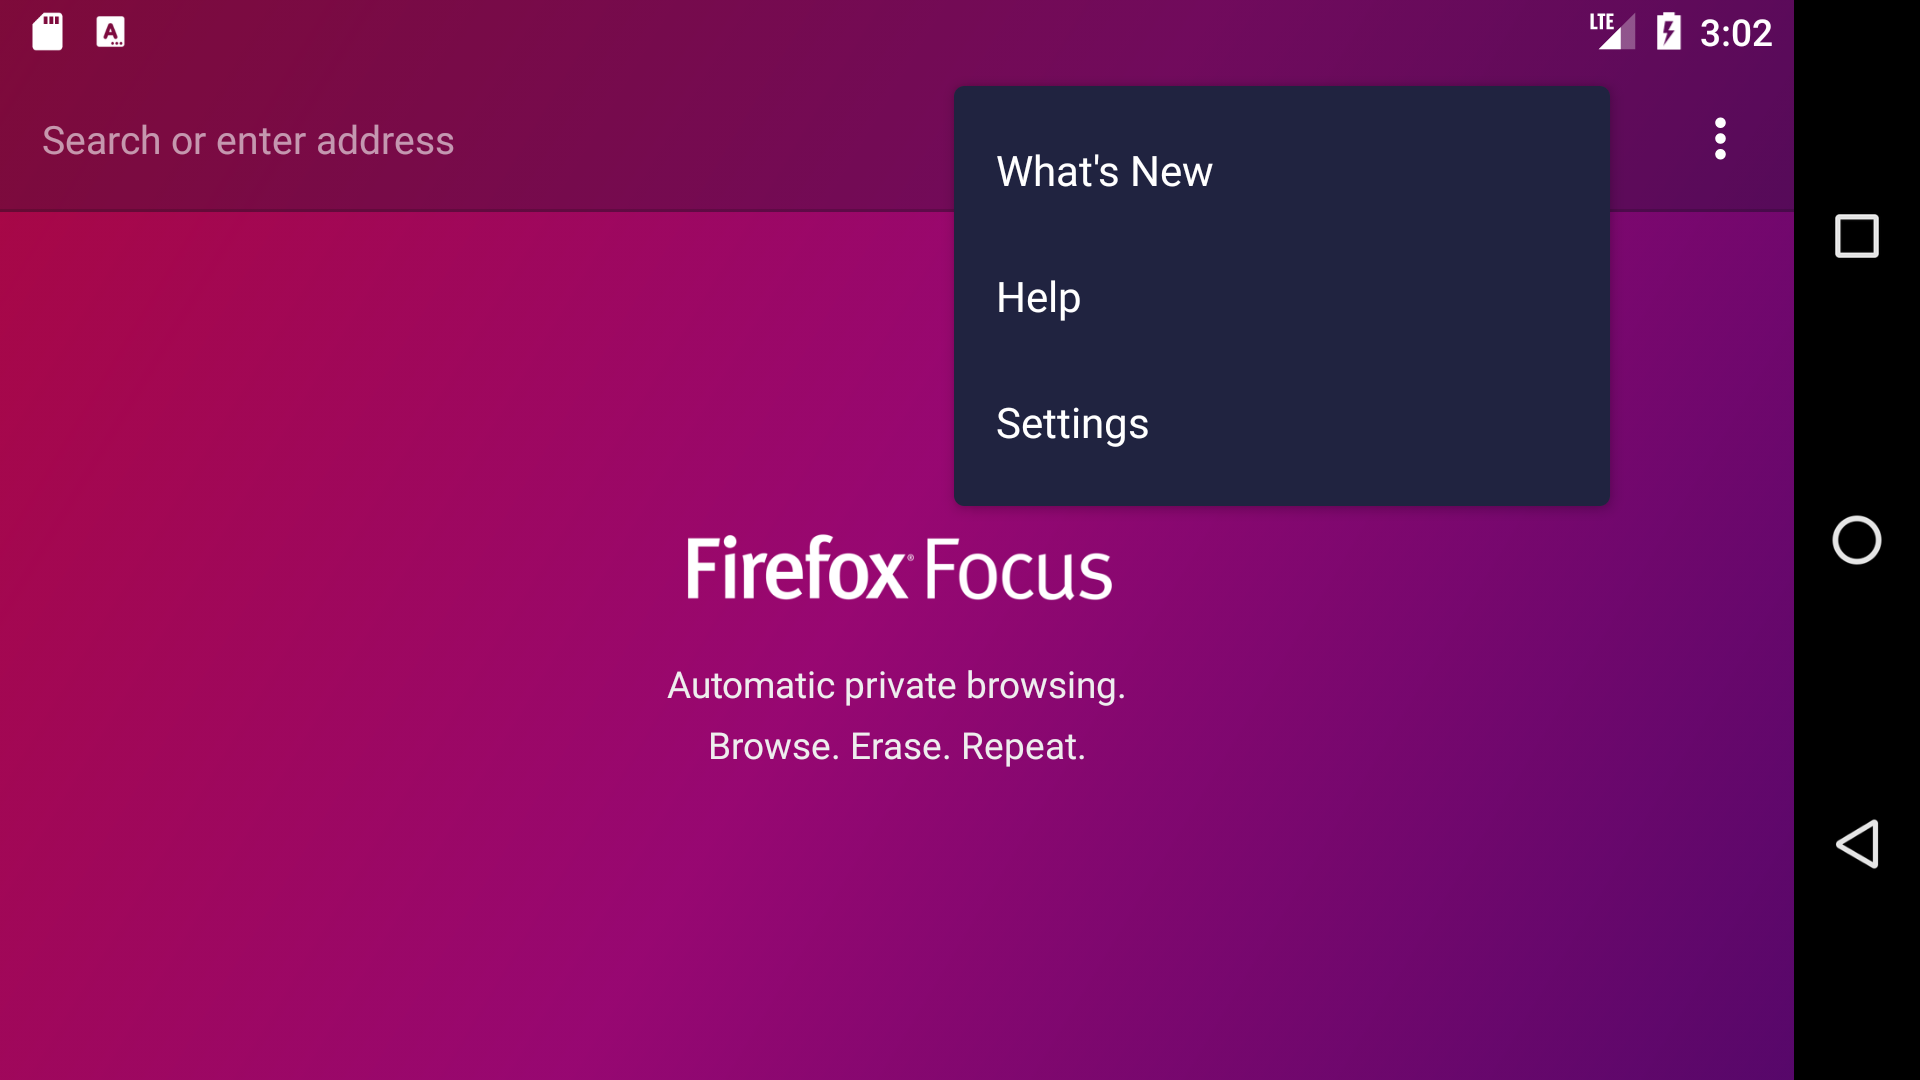 LTE 3:02
Search or enter address
What's New
Help
Settings
Firefox® Focus
Automatic private browsing.
Browse. Erase. Repeat.